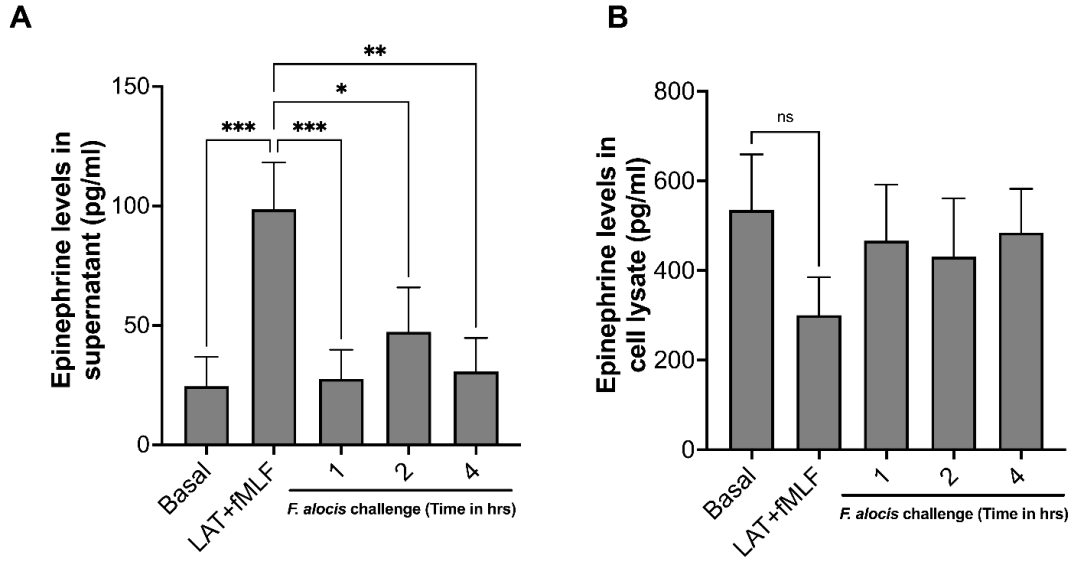 A
Epinephrine levels in
supernatant (pg/ml)
150
100
50
0
***
***
*
**
Basal
LAT+fMLF
1
2
4
F. alocis challenge (Time in hrs)
B
Epinephrine levels in
cell lysate (pg/ml)
800
600
400
200
0
ns
Basal
LAT+fMLF
1
2
4
F. alocis challenge (Time in hrs)